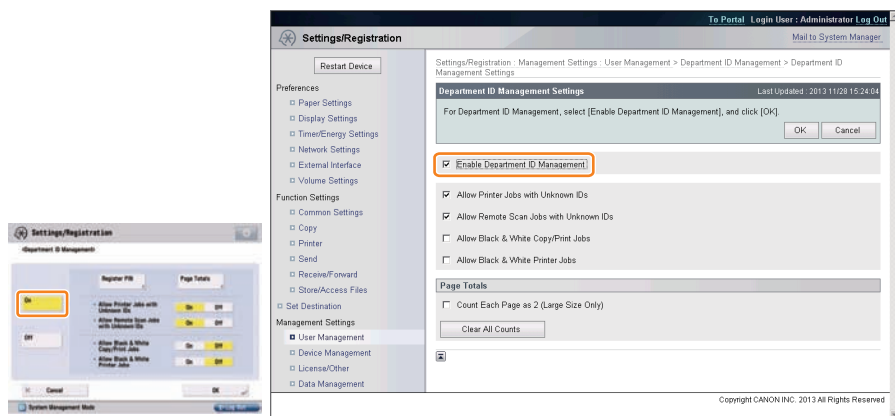 Settings/Registration
<Department ID Management>
Register PIN
Page Totals
On
- Allow Printer Jobs with
Unknown IDs
On
Off
- Allow Remote Scan Jobs
with Unknown IDs
On
Off
Off
- Allow Black & White
Copy/Print Jobs
On
Off
- Allow Black & White
Printer Jobs
On
Off
Cancel
OK
System Management Mode
Log Out
To Portal Login User : Administrator Log Out
Settings/Registration
Mail to System Manager
Restart Device
Preferences
Paper Settings
Display Settings
Timer/Energy Settings
Network Settings
External Interface
Volume Settings
Function Settings
Common Settings
Copy
Printer
Send
Receive/Forward
Store/Access Files
Set Destination
Management Settings
User Management
Device Management
License/Other
Data Management
Settings/Registration : Management Settings : User Management > Department ID Management > Department ID
Management Settings
Department ID Management Settings
Last Updated : 2013 11/28 15:24:04
For Department ID Management, select [Enable Department ID Management], and click [OK].
OK
Cancel
Enable Department ID Management
Allow Printer Jobs with Unknown IDs
Allow Remote Scan Jobs with Unknown IDs
Allow Black & White Copy/Print Jobs
Allow Black & White Printer Jobs
Page Totals
Count Each Page as 2 (Large Size Only)
Clear All Counts
Copyright CANON INC. 2013 All Rights Reserved